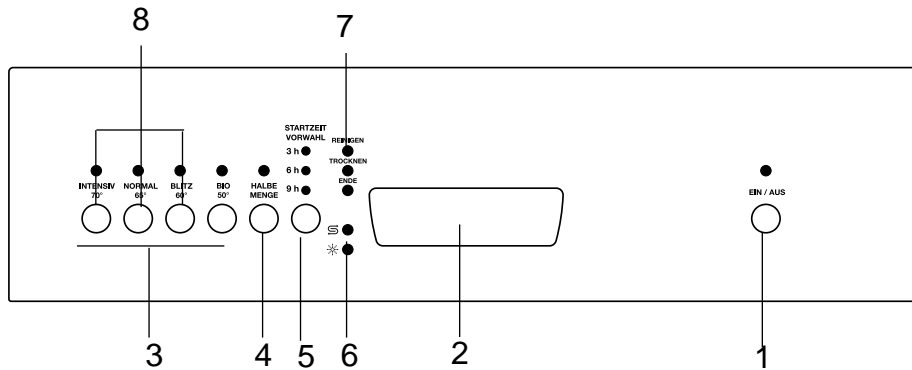 8
7
STARTZEIT
VORWAHL
3 h
6 h
9 h
REINIGEN
TROCKNEN
ENDE
INTENSIV
70°
NORMAL
65°
BLITZ
60°
BIO
50°
HALBE
MENGE
EIN / AUS
3
4
5
6
2
1